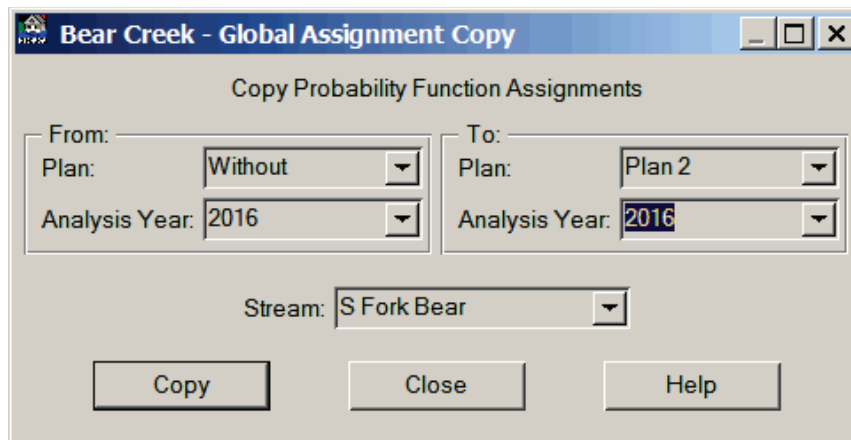 Bear Creek - Global Assignment Copy
Copy Probability Function Assignments
From:
Plan: Without
Analysis Year: 2016
To:
Plan: Plan 2
Analysis Year: 2016
Stream: S Fork Bear
Copy Close Help